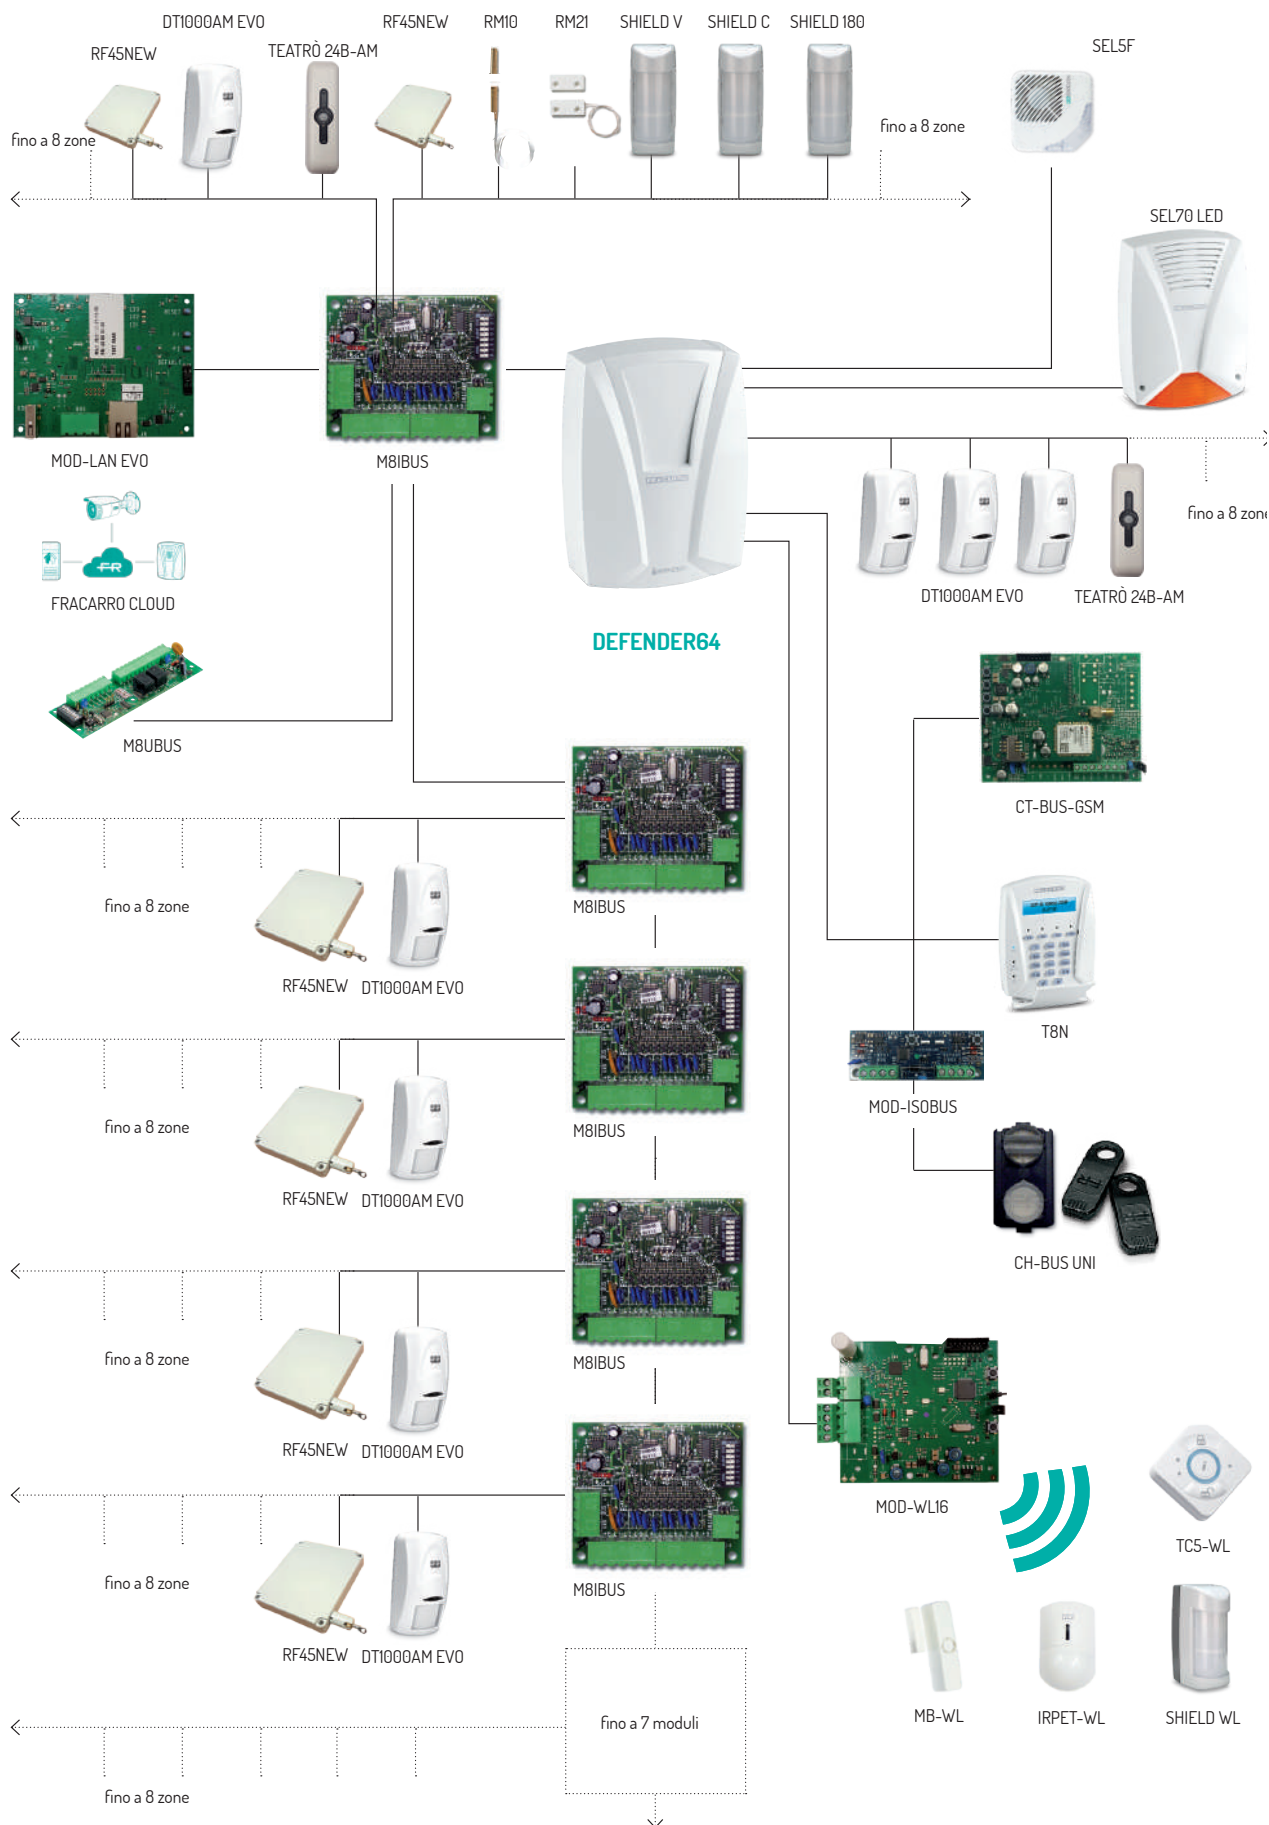 DT1000AM EVO
RF45NEW
RM10
RM21
SHIELD V
SHIELD C
SHIELD 180
RF45NEW
TEATRÒ 24B-AM
SEL5F
fino a 8 zone
fino a 8 zone
SEL70 LED
MOD-LAN EVO
M8IBUS
fino a 8 zone
FRACARRO CLOUD
FR
DT1000AM EVO
TEATRÒ 24B-AM
DEFENDER64
M8UBUS
CT-BUS-GSM
M8IBUS
fino a 8 zone
RF45NEW
DT1000AM EVO
T8N
MOD-ISOBUS
M8IBUS
fino a 8 zone
RF45NEW
DT1000AM EVO
CH-BUS UNI
M8IBUS
fino a 8 zone
RF45NEW
DT1000AM EVO
MOD-WL16
TC5-WL
M8IBUS
fino a 8 zone
RF45NEW
DT1000AM EVO
MB-WL
IRPET-WL
SHIELD WL
fino a 7 moduli
fino a 8 zone